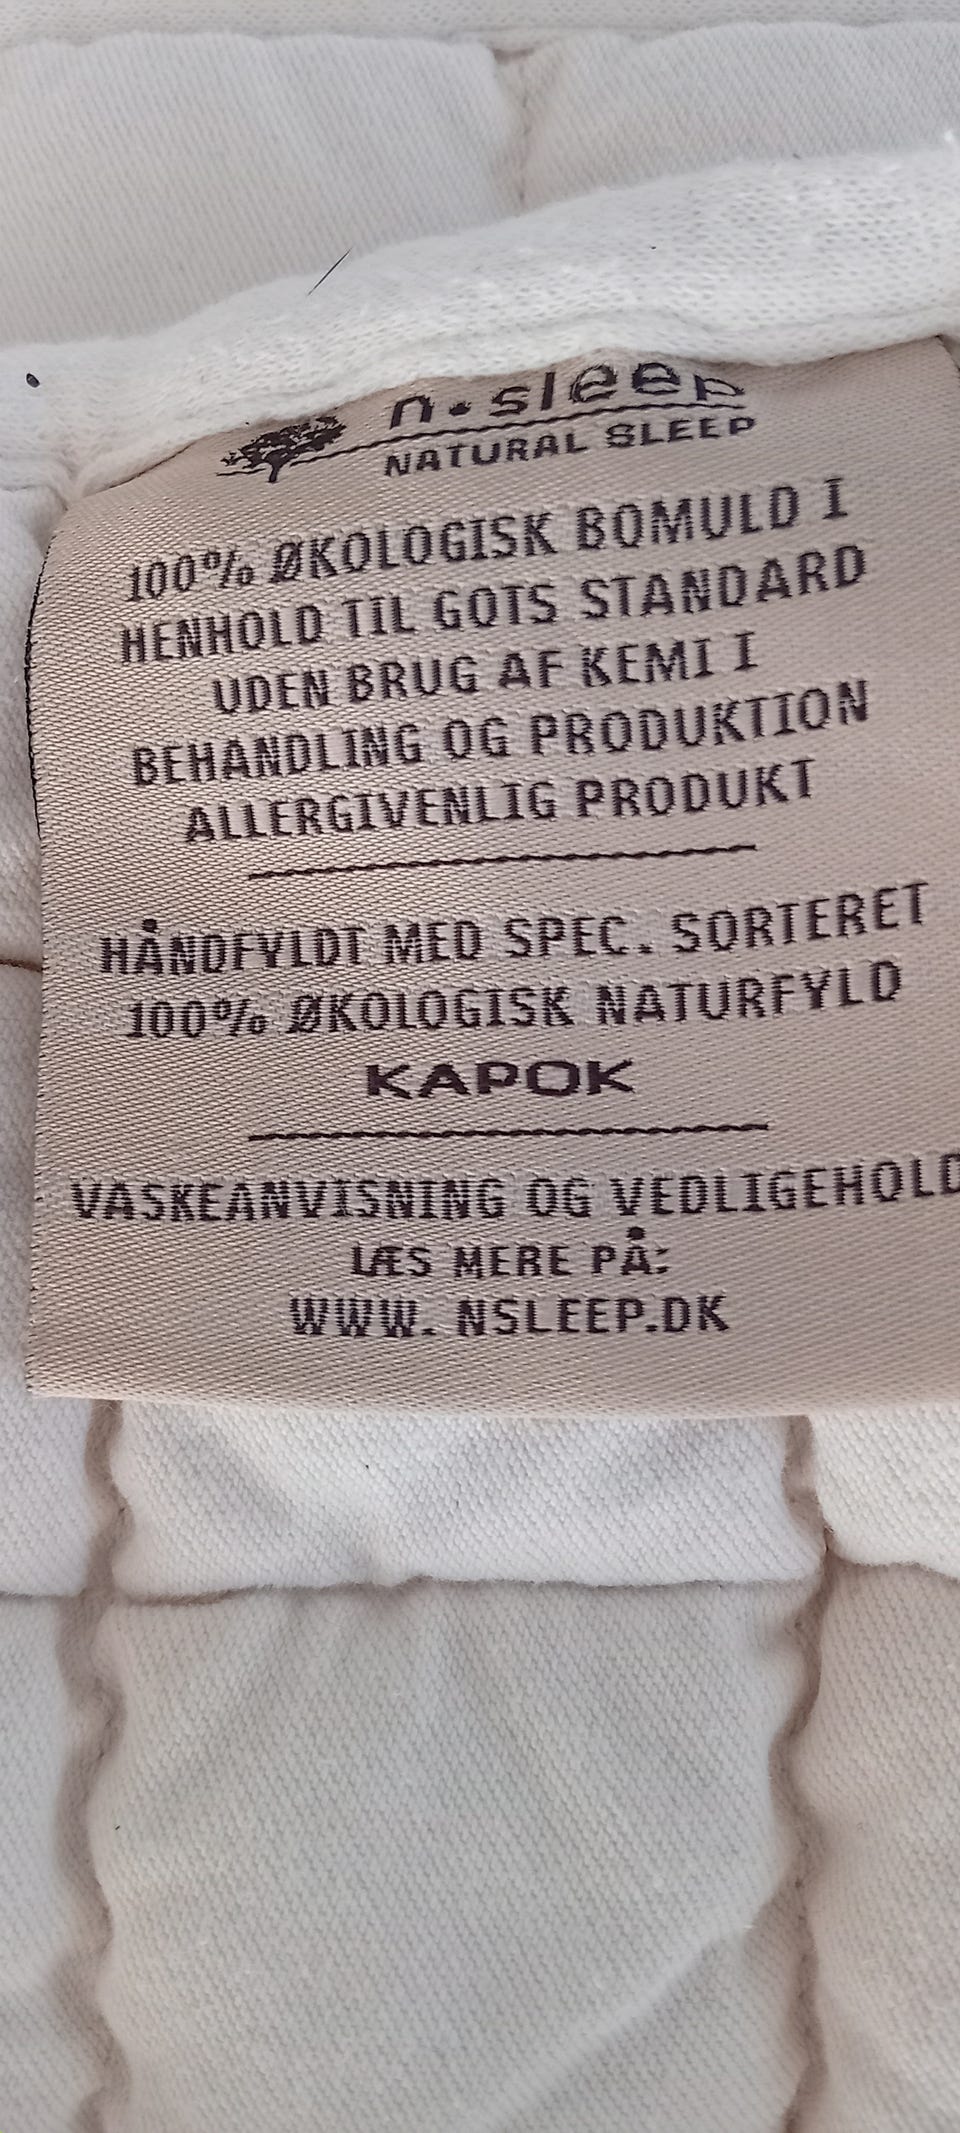 n·sleep
NATURAL SLEEP
100% ØKOLOGISK BOMULD I
HENHOLD TIL GOTS STANDARD
UDEN BRUG AF KEMI I
BEHANDLING OG PRODUKTION
ALLERGIVENLIG PRODUKT
HÅNDFYLDT MED SPEC. SORTERET
100% ØKOLOGISK NATURFYLD
KAPOK
VASKEANVISNING OG VEDLIGEHOLD
LÆS MERE PÅ:
WWW. NSLEEP.DK